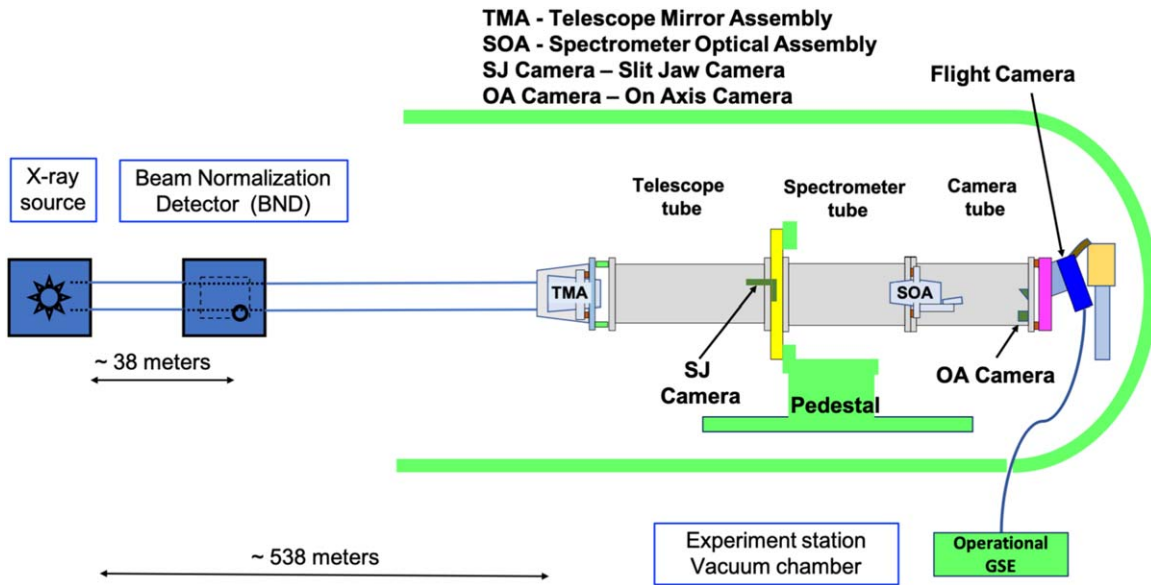 TMA - Telescope Mirror Assembly
SOA - Spectrometer Optical Assembly
SJ Camera – Slit Jaw Camera
OA Camera – On Axis Camera
Flight Camera
X-ray
source
Beam Normalization
Detector (BND)
Telescope
tube
Spectrometer
tube
Camera
tube
TMA
SOA
~ 38 meters
SJ
Camera
OA Camera
Pedestal
~ 538 meters
Experiment station
Vacuum chamber
Operational
GSE